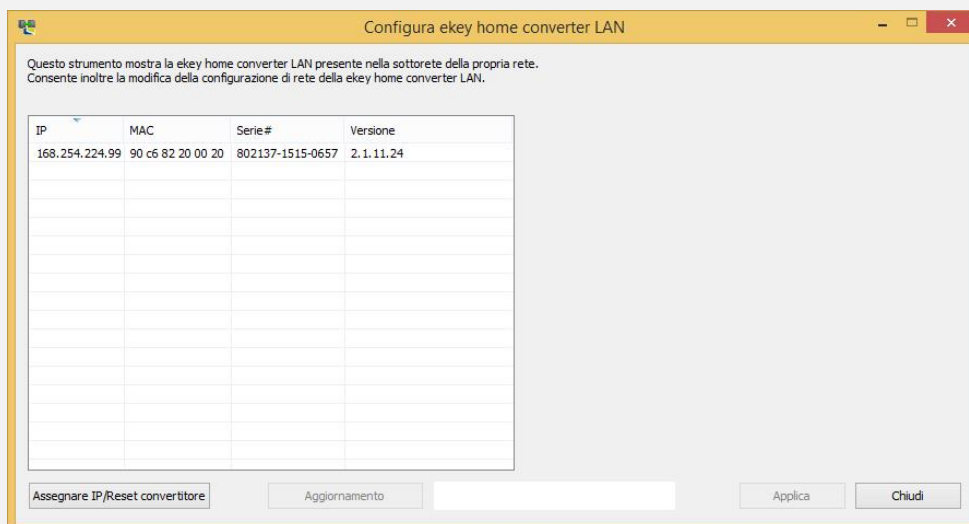 Configura ekey home converter LAN
Questo strumento mostra la ekey home converter LAN presente nella sottorete della propria rete.
Consente inoltre la modifica della configurazione di rete della ekey home converter LAN.
IP MAC Serie# Versione
168.254.224.99 90 c6 82 20 00 20 802137-1515-0657 2.1.11.24
Assegnare IP/Reset convertitore Aggiornamento Applica Chiudi